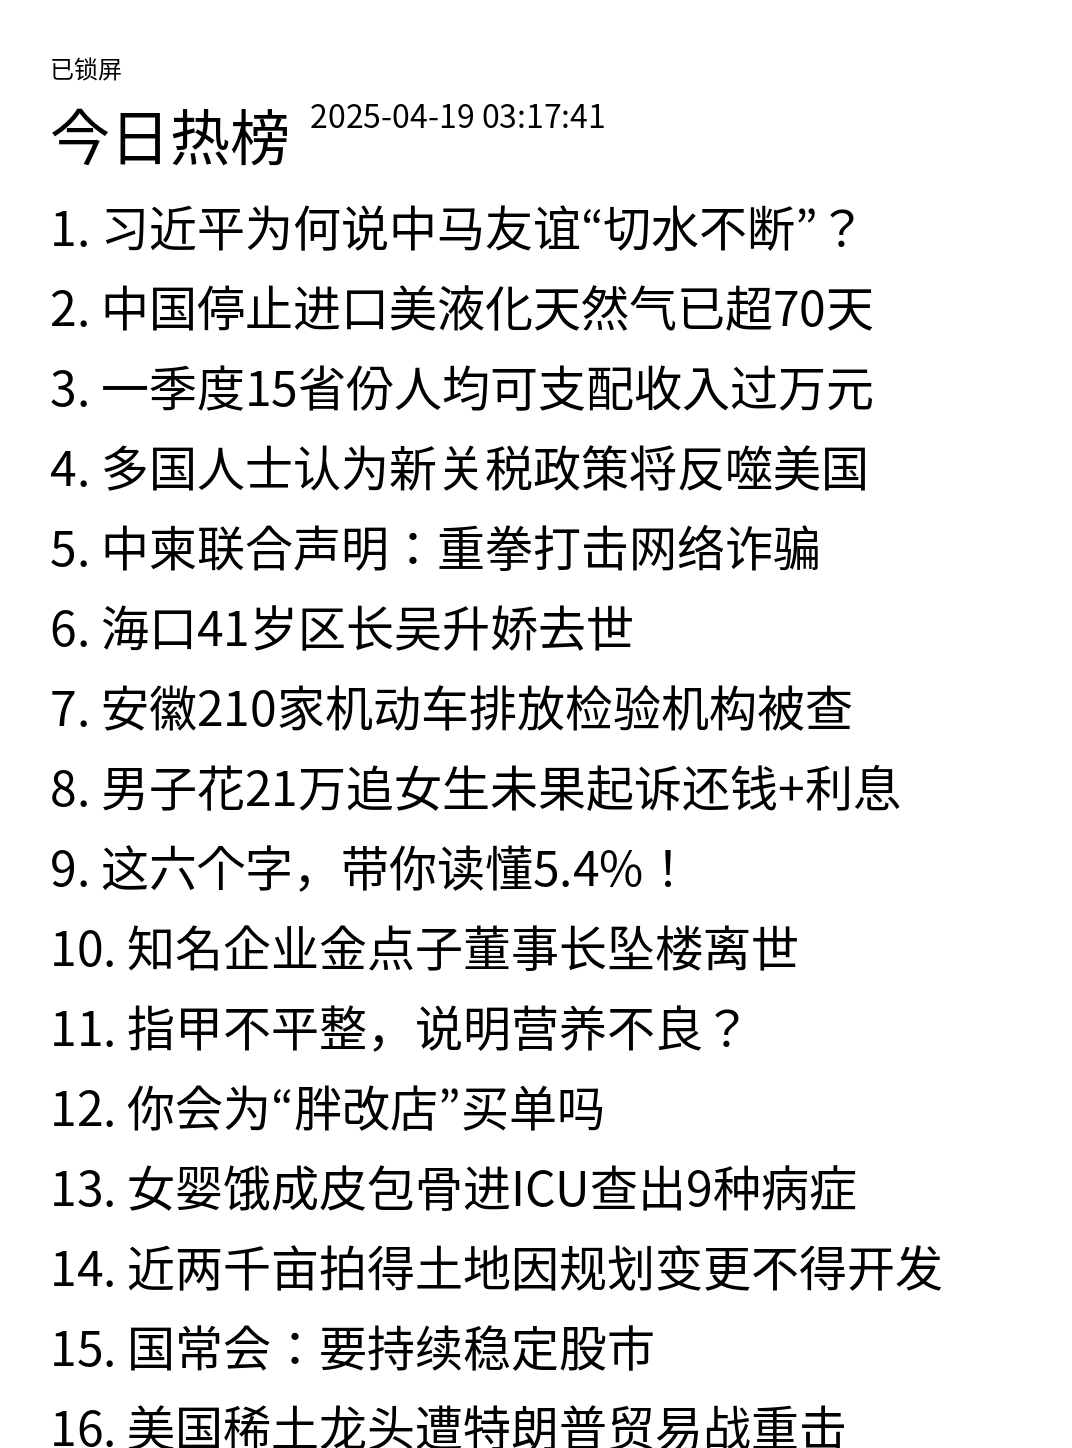 已锁屏
今日热榜 2025-04-19 03:17:41
1. 习近平为何说中马友谊“切水不断”？
2. 中国停止进口美液化天然气已超70天
3. 一季度15省份人均可支配收入过万元
4. 多国人士认为新关税政策将反噬美国
5. 中柬联合声明：重拳打击网络诈骗
6. 海口41岁区长吴升娇去世
7. 安徽210家机动车排放检验机构被查
8. 男子花21万追女生未果起诉还钱+利息
9. 这六个字，带你读懂5.4%！
10. 知名企业金点子董事长坠楼离世
11. 指甲不平整，说明营养不良？
12. 你会为“胖改店”买单吗
13. 女婴饿成皮包骨进ICU查出9种病症
14. 近两千亩拍得土地因规划变更不得开发
15. 国常会：要持续稳定股市
16. 美国稀土龙头遭特朗普贸易战重击